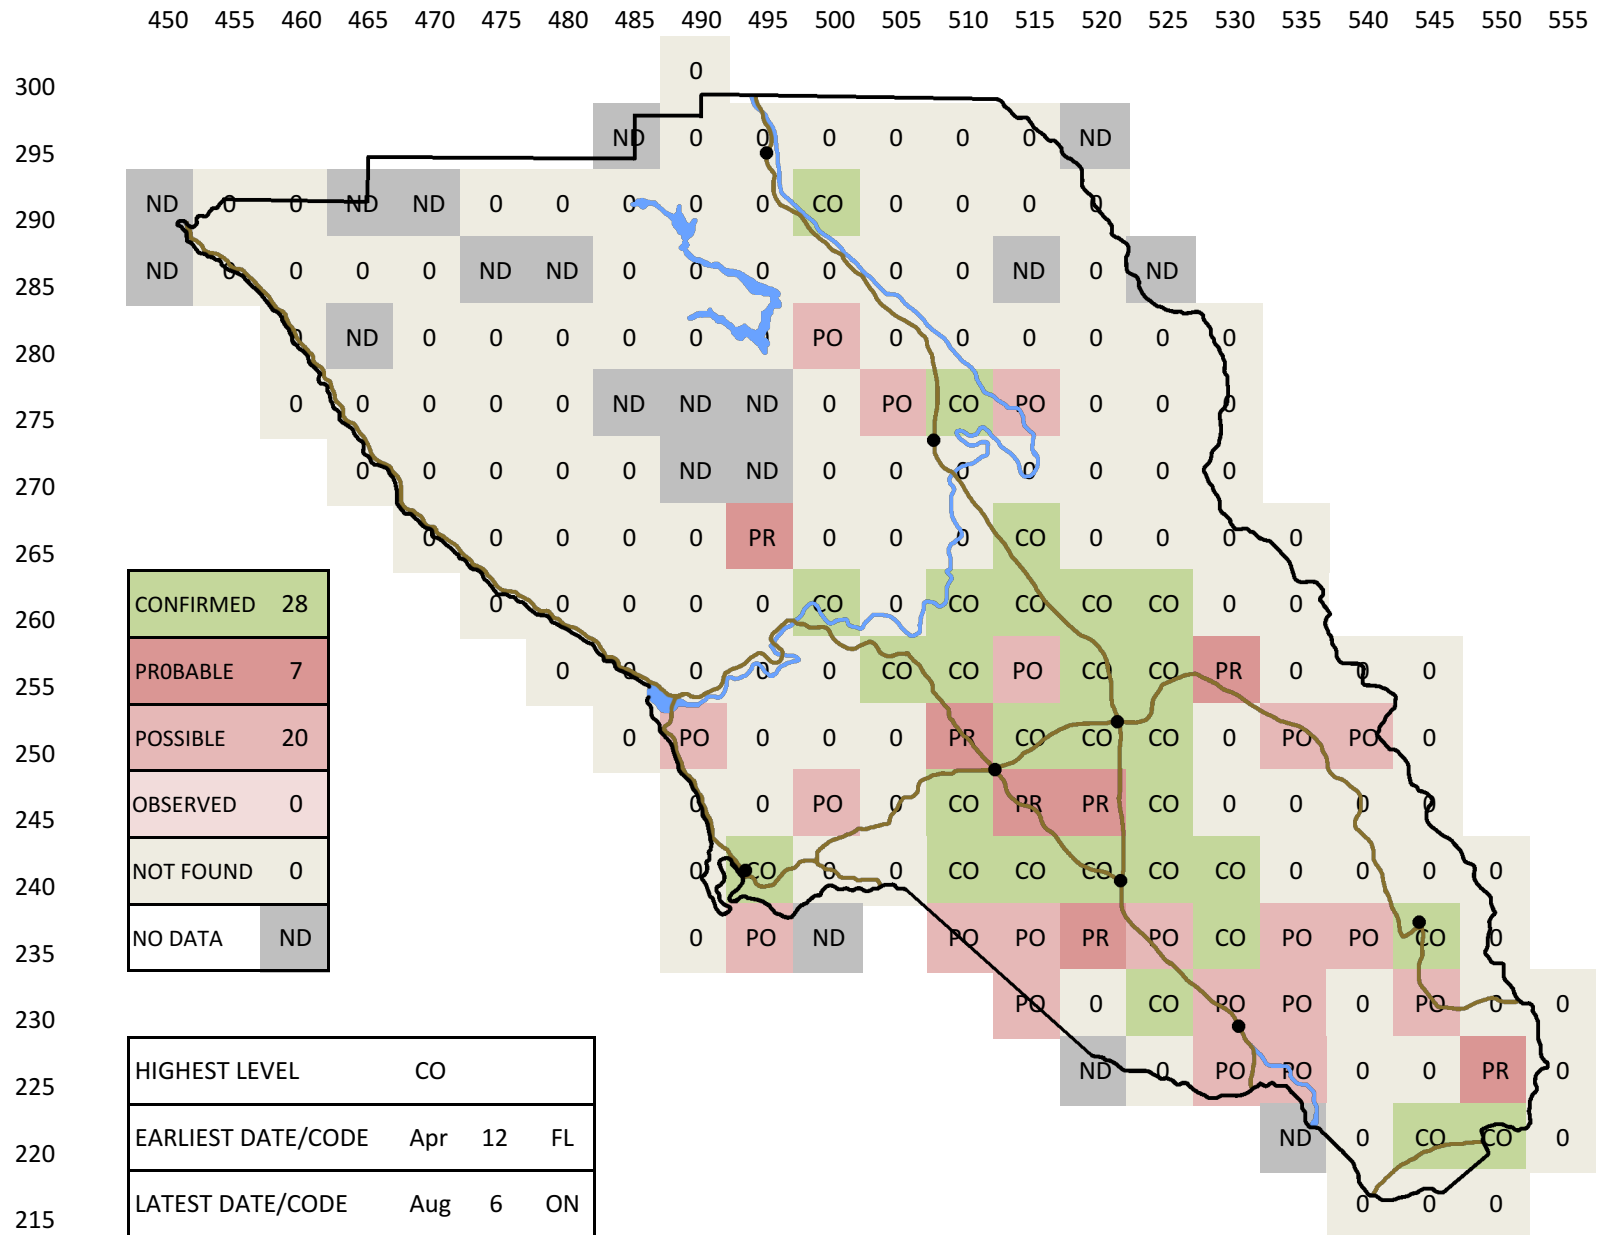 450 455 460 465 470 475 480 485 490 495 500 505 510 515 520 525 530 535 540 545 550 555
0
300
ND 0 0 0 0 0 0 ND
295
ND 0 0 ND ND 0 0 0 0 0 CO 0 0 0 0
290
ND 0 0 0 0 ND ND 0 0 0 0 0 0 ND 0 ND
285
0 ND 0 0 0 0 0 0 PO 0 0 0 0 0 0
280
0 0 0 0 0 ND ND ND 0 PO CO PO 0 0 0
275
0 0 0 0 0 ND ND 0 0 0 0 0 0 0
270
0 0 0 0 0 PR 0 0 0 CO 0 0 0 0
265
CONFIRMED 28
0 0 0 0 0 CO 0 CO CO CO CO 0 0
260
PR0BABLE 7
0 0 0 0 0 CO CO PO CO CO PR 0 0 0
255
POSSIBLE 20
0 PO 0 0 0 PR CO CO CO 0 PO PO 0
250
OBSERVED 0
0 0 PO 0 CO PR PR CO 0 0 0 0
245
NOT FOUND 0
0 CO 0 0 CO CO CO CO CO 0 0 0 0
240
NO DATA ND
0 PO ND PO PO PR PO CO PO PO CO 0
235
PO 0 CO PO PO 0 PO 0 0
230
HIGHEST LEVEL CO
ND 0 PO PO 0 0 PR 0
225
EARLIEST DATE/CODE Apr 12 FL
ND 0 CO CO 0
220
LATEST DATE/CODE Aug 6 ON
0 0 0
215